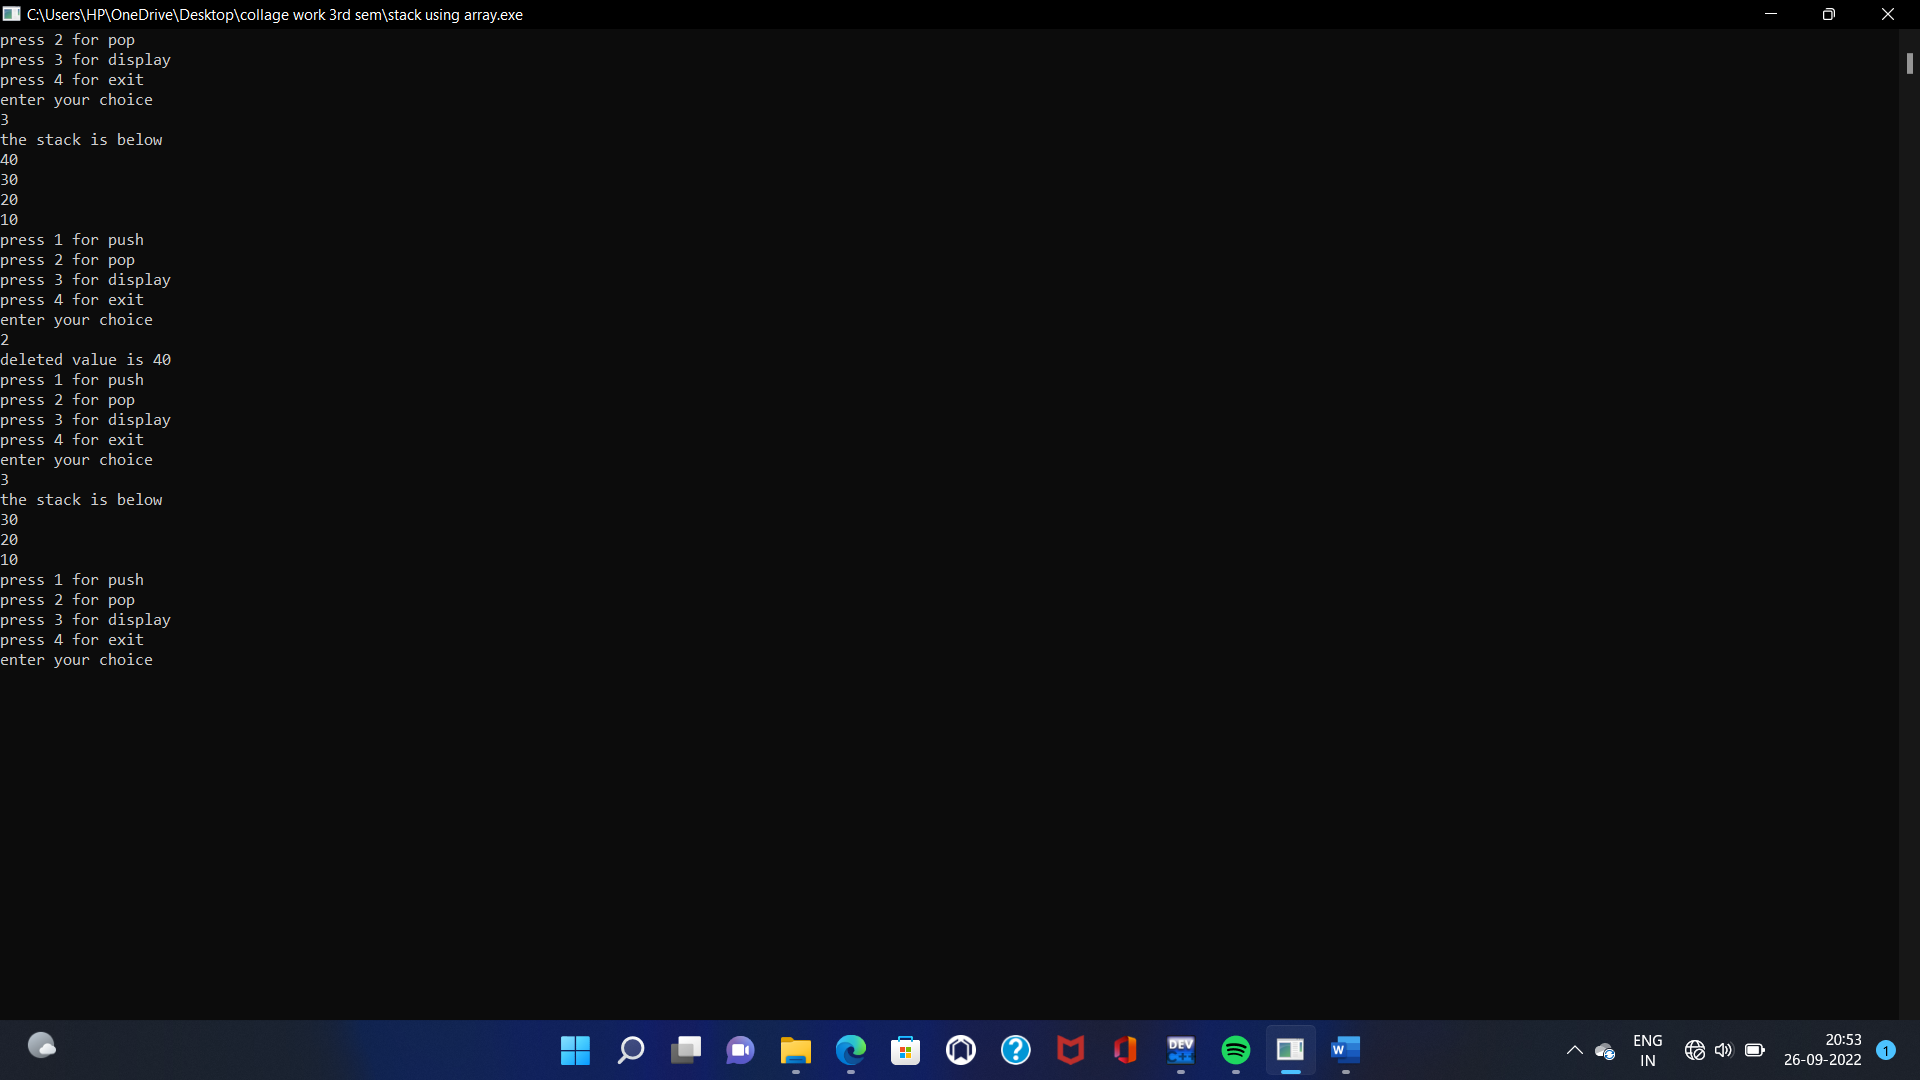 C:\Users\HP\OneDrive\Desktop\collage work 3rd sem\stack using array.exe
press 2 for pop
press 3 for display
press 4 for exit
enter your choice
3
the stack is below
40
30
20
10
press 1 for push
press 2 for pop
press 3 for display
press 4 for exit
enter your choice
2
deleted value is 40
press 1 for push
press 2 for pop
press 3 for display
press 4 for exit
enter your choice
3
the stack is below
30
20
10
press 1 for push
press 2 for pop
press 3 for display
press 4 for exit
enter your choice
DEV
C++
W
ENG
IN
20:53
26-09-2022
1